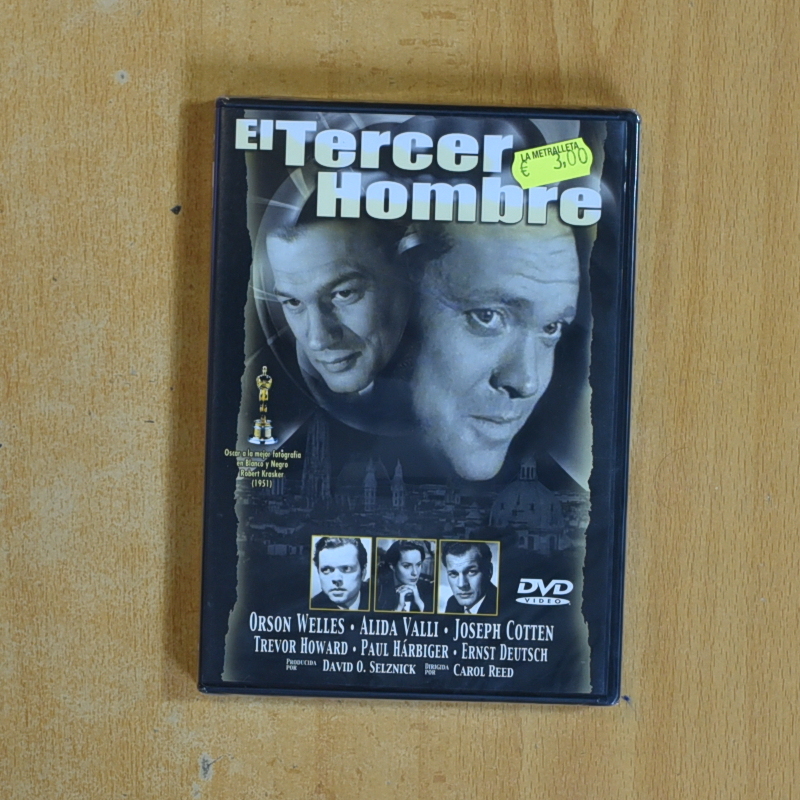 El Tercer
Hombre
LA METRALLETA
€ 3,00
Oscar a la mejor fotografia
en Blanco y Negro
Robert Krasker
(1951)
DVD
VIDEO
ORSON WELLES • ALIDA VALLI • JOSEPH COTTEN
TREVOR HOWARD • PAUL HÁRBIGER • ERNST DEUTSCH
PRODUCIDA POR DAVID O. SELZNICK DIRIGIDA POR CAROL REED